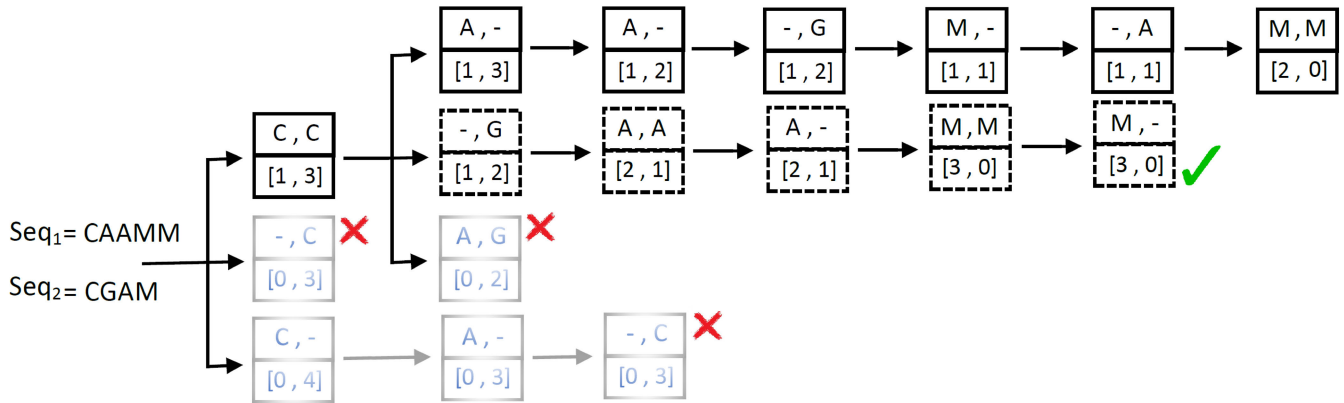 A , - A , - - , G M , - - , A M , M
[1 , 3] [1 , 2] [1 , 2] [1 , 1] [1 , 1] [2 , 0]
C , C - , G A , A A , - M , M M , -
[1 , 3] [1 , 2] [2 , 1] [2 , 1] [3 , 0] [3 , 0]
Seq1= CAAMM
- , C A , G
[0 , 3] [0 , 2]
Seq2= CGAM
C , - A , - - , C
[0 , 4] [0 , 3] [0 , 3]